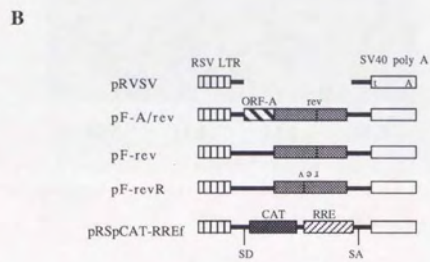 B
RSV LTR
SV40 poly A
pRVSV
A
ORF-A
rev
pF-A/rev
pF-rev
rev
pF-revR
CAT
RRE
pRSpCAT-RREf
SD
SA